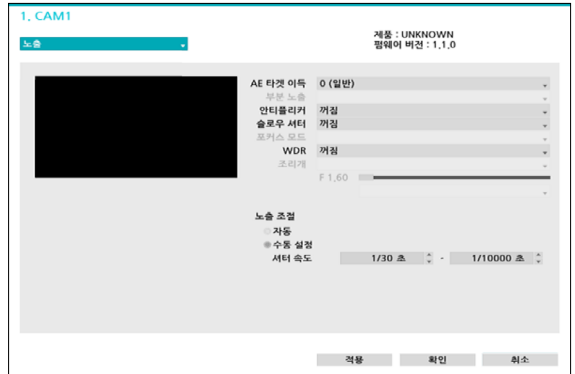 1. CAM1
제품 : UNKNOWN
노출
펌웨어 버전 : 1.1.0
AE 타겟 이득 0 (일반)
부분 노출
안티플리커 꺼짐
슬로우 셔터 꺼짐
포커스 모드
WDR 꺼짐
조리개
F 1.60
노출 조절
자동
수동 설정
셔터 속도 1/30 초 - 1/10000 초
적용 확인 취소